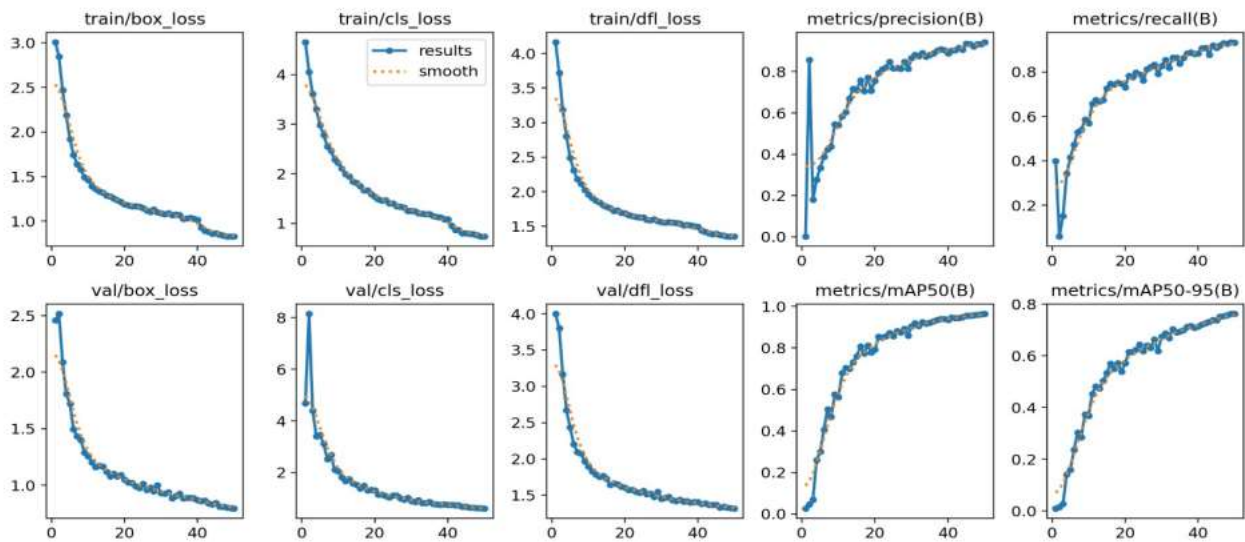 train/box_loss
train/cls_loss
train/dfl_loss
metrics/precision(B)
metrics/recall(B)
3.0
2.5
2.0
1.5
1.0
0 20 40
results
smooth
4
3
2
1
0 20 40
4.0
3.5
3.0
2.5
2.0
1.5
0 20 40
0.8
0.6
0.4
0.2
0.0
0 20 40
0.8
0.6
0.4
0.2
0 20 40
val/box_loss
val/cls_loss
val/dfl_loss
metrics/mAP50(B)
metrics/mAP50-95(B)
2.5
2.0
1.5
1.0
0 20 40
8
6
4
2
0 20 40
4.0
3.5
3.0
2.5
2.0
1.5
0 20 40
1.0
0.8
0.6
0.4
0.2
0.0
0 20 40
0.8
0.6
0.4
0.2
0.0
0 20 40